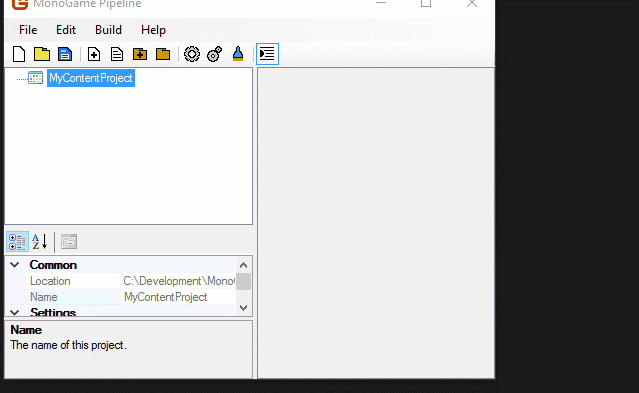 MonoGame Pipeline
File Edit Build Help
MyContentProject
Common
Location C:\Development\Mono
Name MyContentProject
Settings
Name
The name of this project.